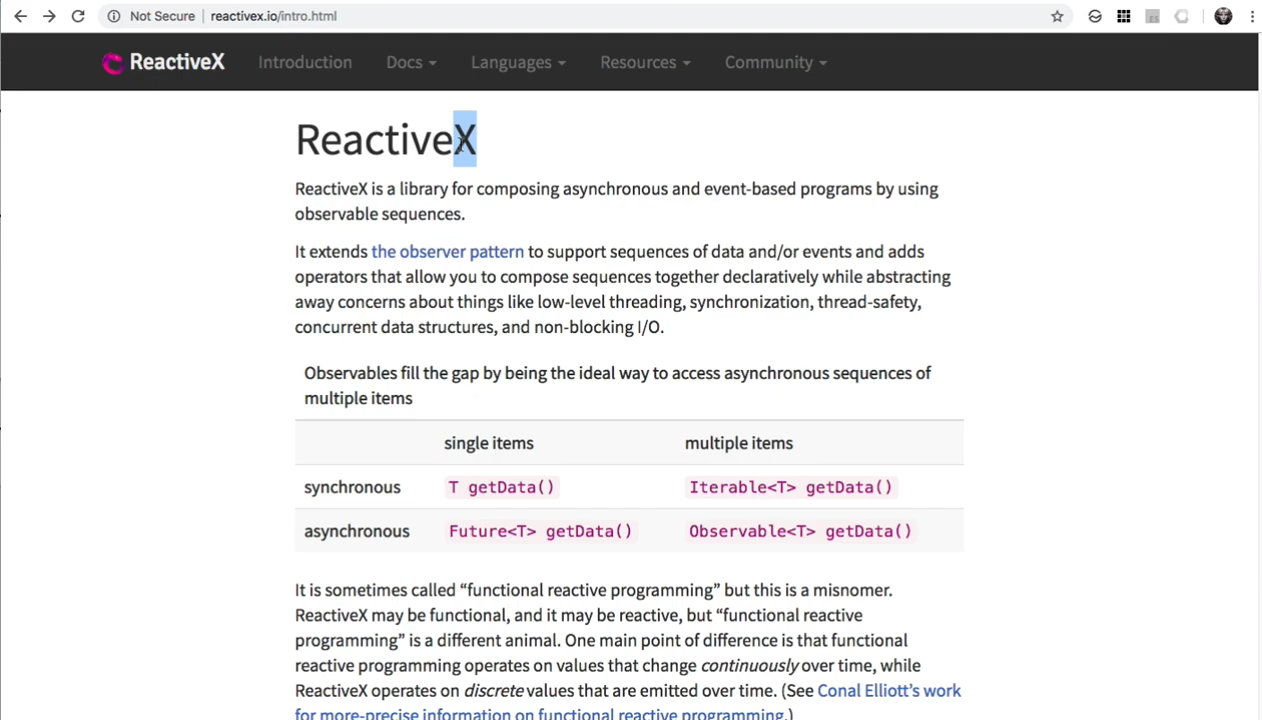 Not Secure | reactivex.io/intro.html
ReactiveX Introduction Docs Languages Resources Community
ReactiveX
ReactiveX is a library for composing asynchronous and event-based programs by using
observable sequences.
It extends the observer pattern to support sequences of data and/or events and adds
operators that allow you to compose sequences together declaratively while abstracting
away concerns about things like low-level threading, synchronization, thread-safety,
concurrent data structures, and non-blocking I/O.
Observables fill the gap by being the ideal way to access asynchronous sequences of
multiple items
single items multiple items
synchronous T getData() Iterable<T> getData()
asynchronous Future<T> getData() Observable<T> getData()
It is sometimes called “functional reactive programming” but this is a misnomer.
ReactiveX may be functional, and it may be reactive, but “functional reactive
programming” is a different animal. One main point of difference is that functional
reactive programming operates on values that change continuously over time, while
ReactiveX operates on discrete values that are emitted over time. (See Conal Elliott’s work
for more-precise information on functional reactive programming.)